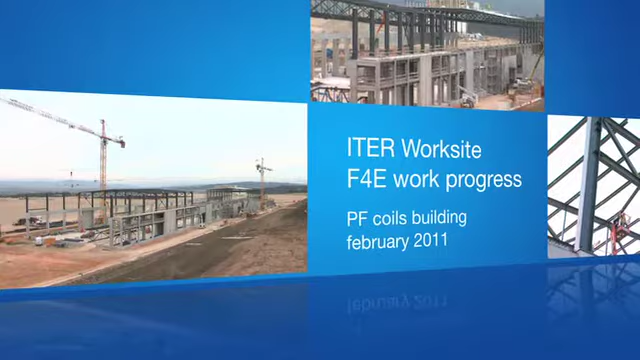 ITER Worksite
F4E work progress
PF coils building
february 2011